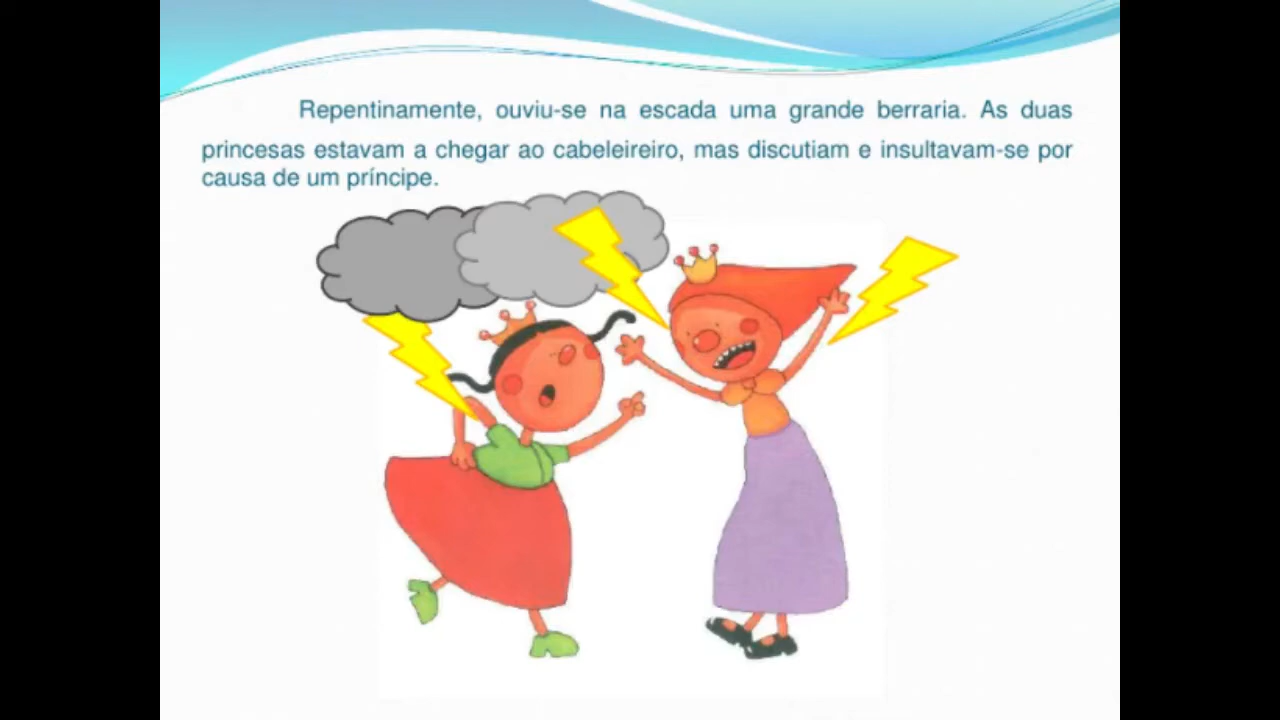 Repentinamente, ouviu-se na escada uma grande berraria. As duas
princesas estavam a chegar ao cabeleireiro, mas discutiam e insultavam-se por
causa de um príncipe.